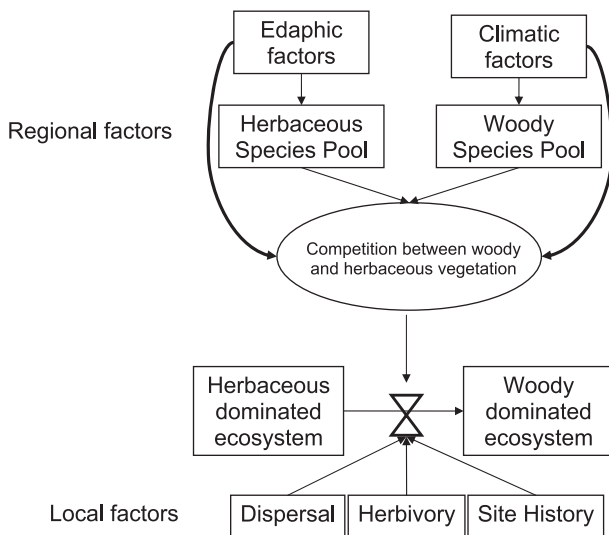 Edaphic
factors
Climatic
factors
Regional factors
Herbaceous
Species Pool
Woody
Species Pool
Competition between woody
and herbaceous vegetation
Herbaceous
dominated
ecosystem
Woody
dominated
ecosystem
Local factors
Dispersal
Herbivory
Site History